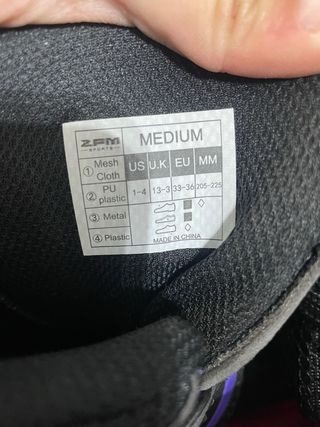 ZFM SPORTS MEDIUM
① Mesh Cloth US U.K. EU MM
② PU plastic 1-4 13-3 33-36 205-225
③ Metal
④ Plastic
MADE IN CHINA